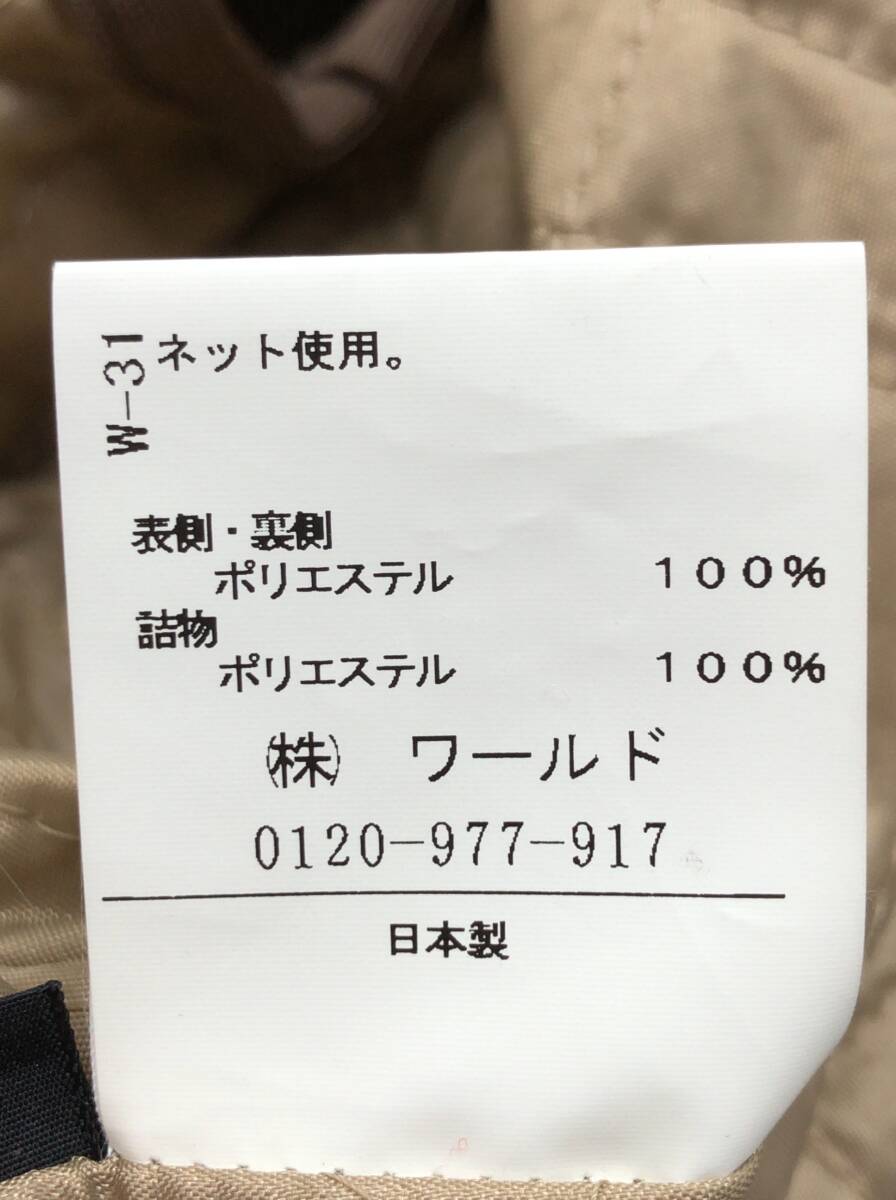 W-31
ネット使用。
表側・裏側
ポリエステル 100%
詰物
ポリエステル 100%
㈱ ワールド
0120-977-917
日本製